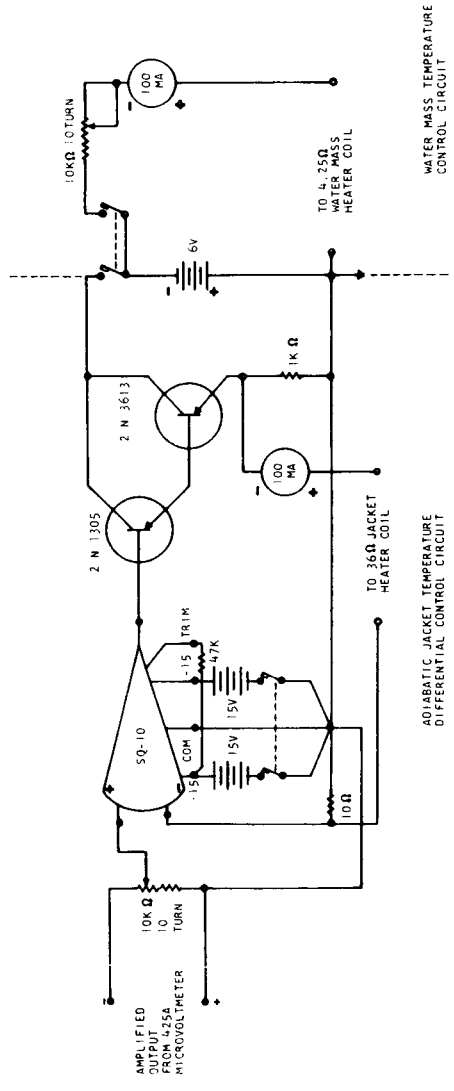 AMPLIFIED
OUTPUT
FROM 425A
MICROVOLTMETER
-
+
10KΩ
10
TURN
+
-
SQ-10
-15
COM
-15
TRIM
47K
15V
15V
10Ω
2 N 1305
2 N 3613
-
100
MA
+
1K Ω
TO 36Ω JACKET
HEATER COIL
-
6V
+
10KΩ 10 TURN
-
100
MA
+
TO 4.25Ω
WATER MASS
HEATER COIL
ADIABATIC JACKET TEMPERATURE
DIFFERENTIAL CONTROL CIRCUIT
WATER MASS TEMPERATURE
CONTROL CIRCUIT